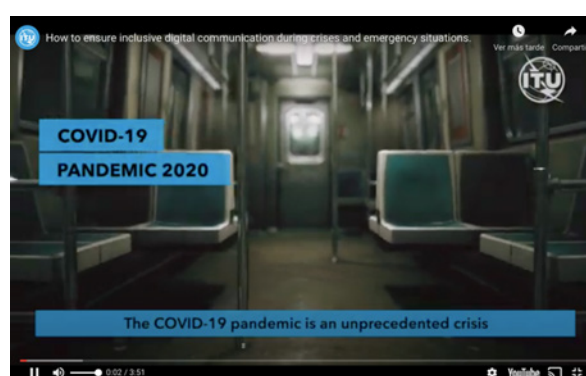 How to ensure inclusive digital communication during crises and emergency situations.
Ver más tarde
Compartir
ITU
COVID-19
PANDEMIC 2020
The COVID-19 pandemic is an unprecedented crisis
0:02 / 3:51
YouTube